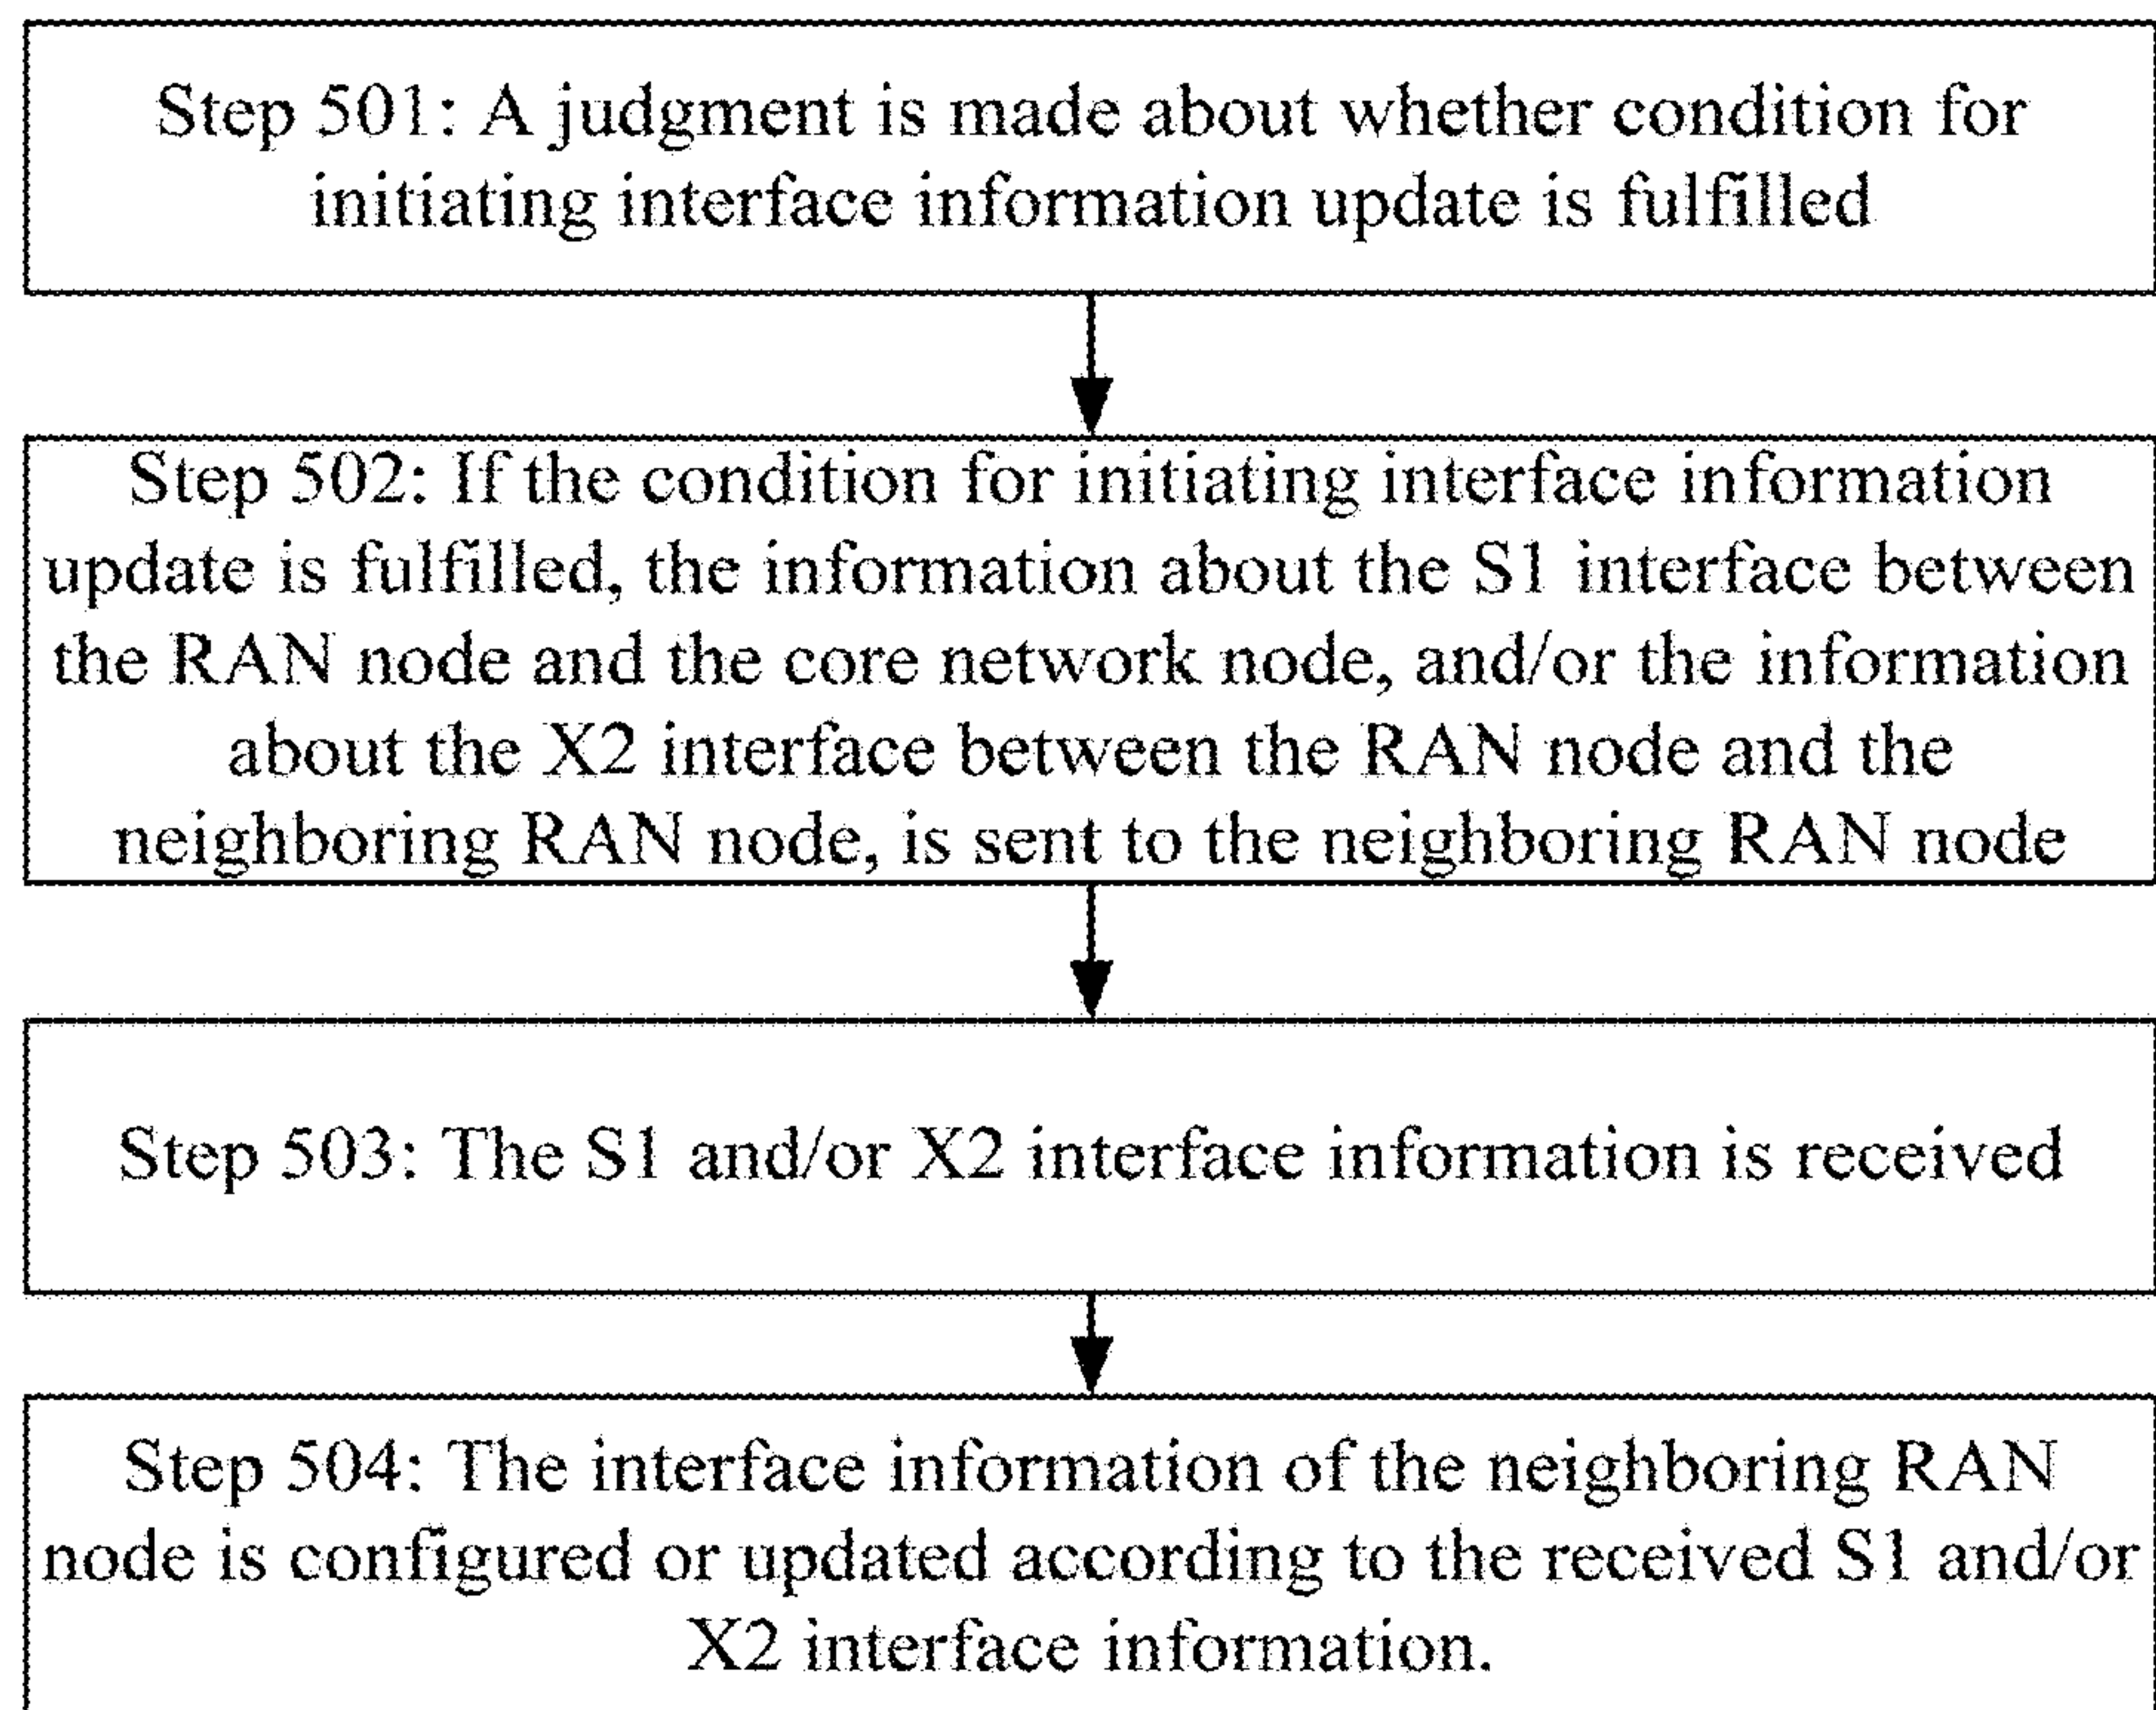 Step 501: A judgment is made about whether condition for
initiating interface information update is fulfilled
Step 502: If the condition for initiating interface information
update is fulfilled, the information about the S1 interface between
the RAN node and the core network node, and/or the information
about the X2 interface between the RAN node and the
neighboring RAN node, is sent to the neighboring RAN node
Step 503: The S1 and/or X2 interface information is received
Step 504: The interface information of the neighboring RAN
node is configured or updated according to the received S1 and/or
X2 interface information.